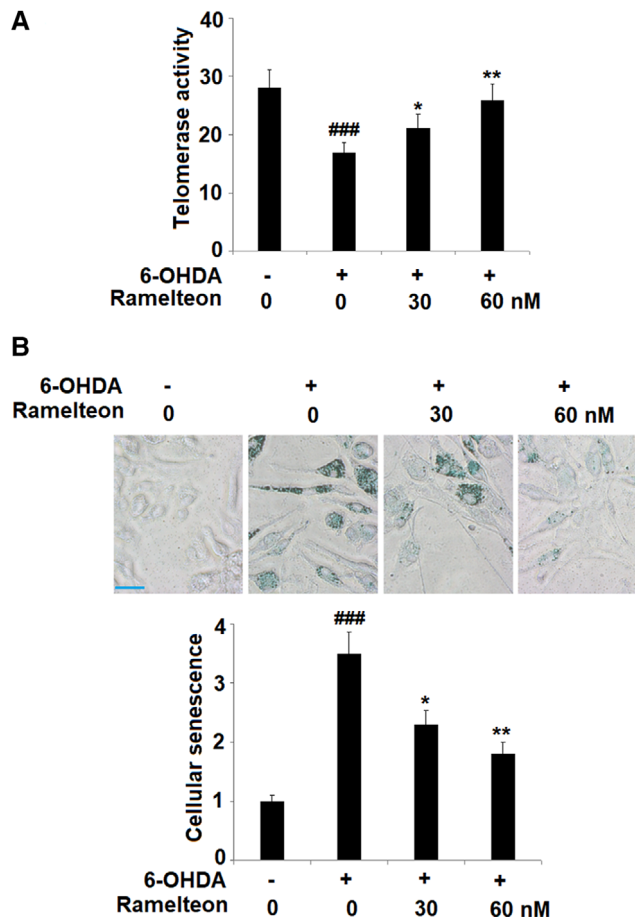 A
Telomerase activity
40
30
20
10
0
###
*
**
6-OHDA - + + +
Ramelteon 0 0 30 60 nM
B
6-OHDA - + + +
Ramelteon 0 0 30 60 nM
Cellular senescence
4
3
2
1
0
###
*
**
6-OHDA - + + +
Ramelteon 0 0 30 60 nM